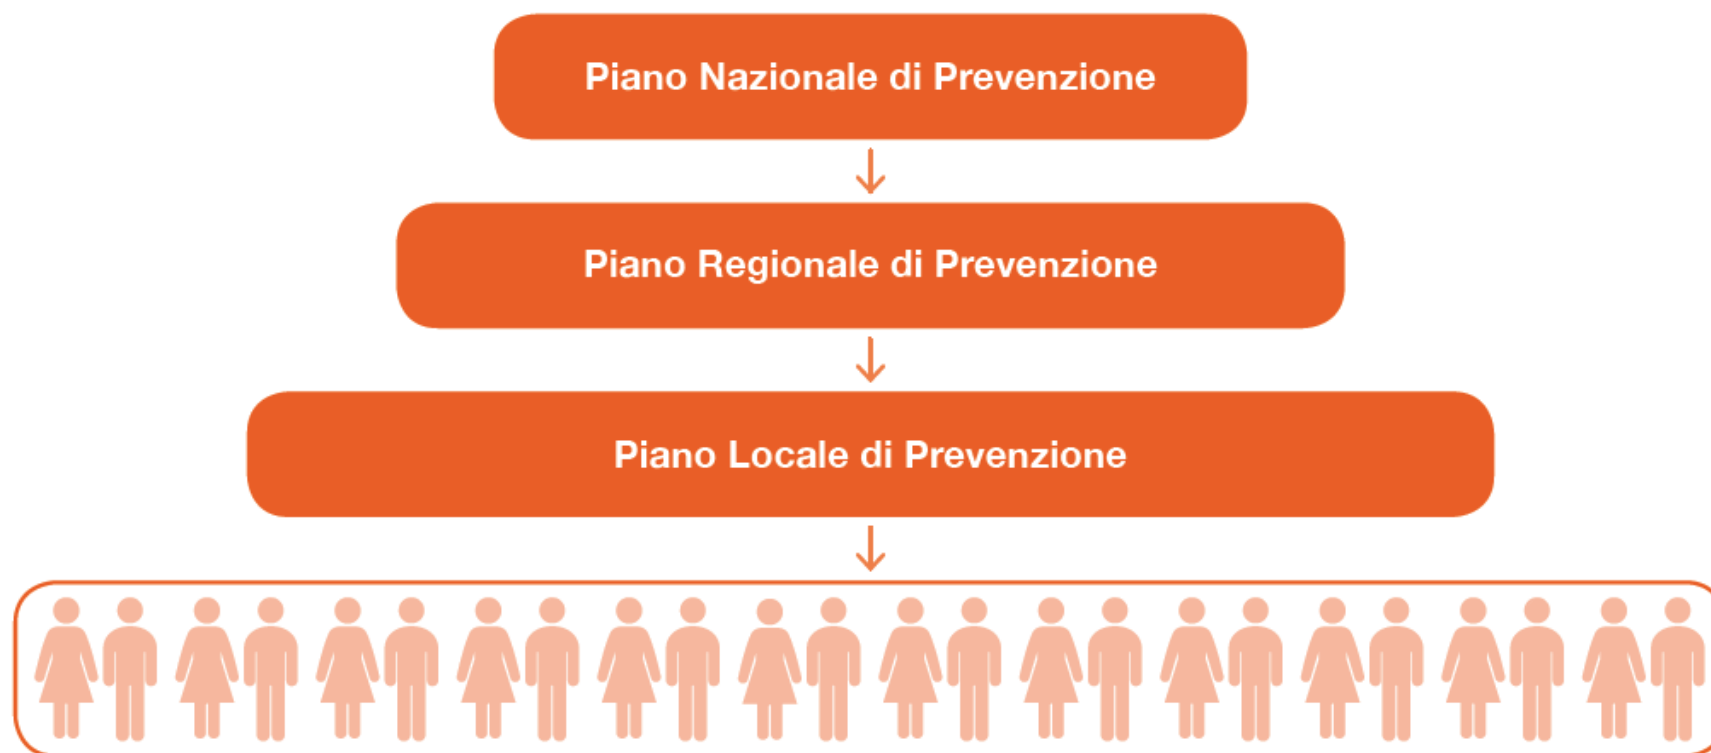 Piano Nazionale di Prevenzione
Piano Regionale di Prevenzione
Piano Locale di Prevenzione